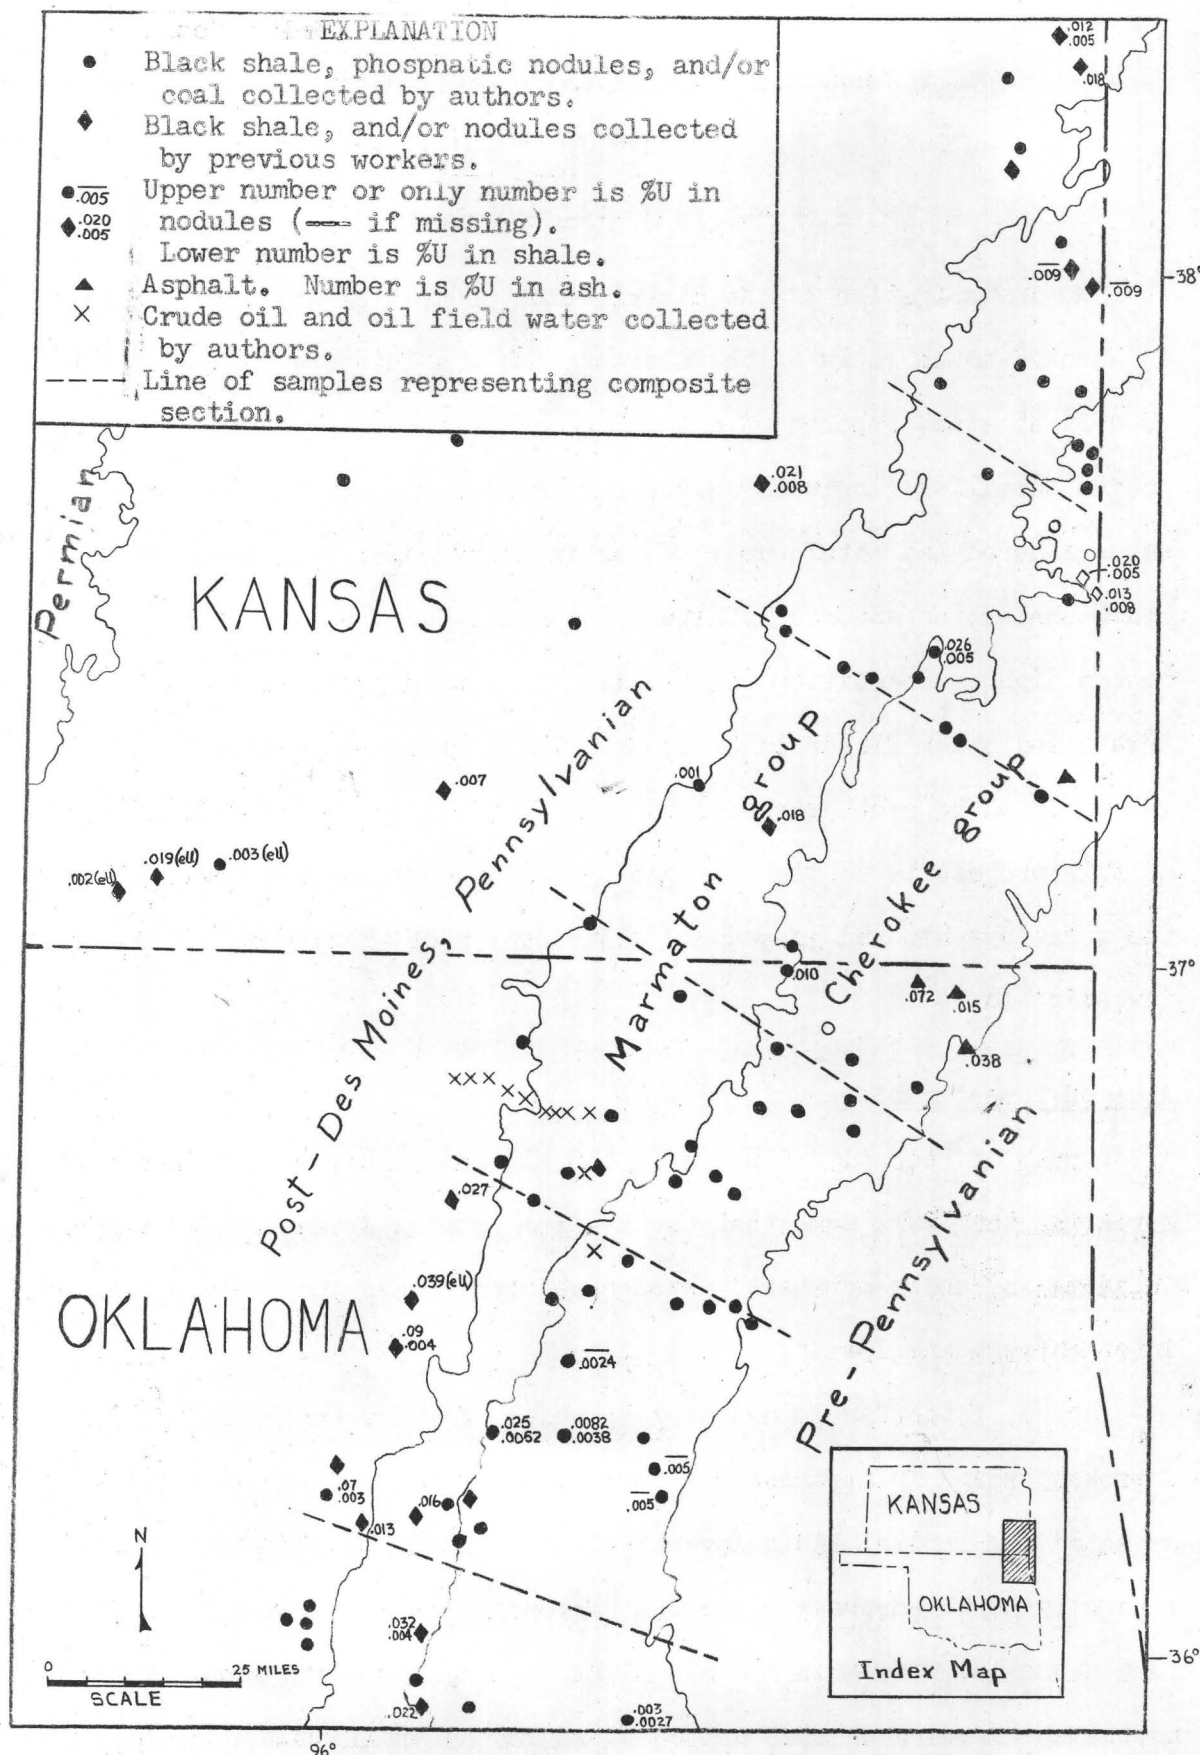 EXPLANATION
Black shale, phospnatic nodules, and/or
coal collected by authors.
Black shale, and/or nodules collected
by previous workers.
.005
Upper number or only number is %U in
.020
.005
nodules (—— if missing).
Lower number is %U in shale.
Asphalt. Number is %U in ash.
Crude oil and oil field water collected
by authors.
Line of samples representing composite
section.
.012
.005
.018
.009
.009
38°
.021
.008
Permian
KANSAS
.020
.005
.013
.008
.026
.005
.007
.001
.018
.019(eU)
.003(eU)
.002(eU)
Post-Des Moines, Pennsylvanian
Marmaton group
Cherokee group
Pre-Pennsylvanian
37°
.010
.072
.015
.038
.027
.039(eU)
OKLAHOMA
.09
.004
.0024
.025
.0052
.0082
.0038
.005
.005
.07
.003
.016
.013
N
.032
.004
.022
.003
.0027
0 25 MILES
SCALE
KANSAS
OKLAHOMA
Index Map
36°
96°